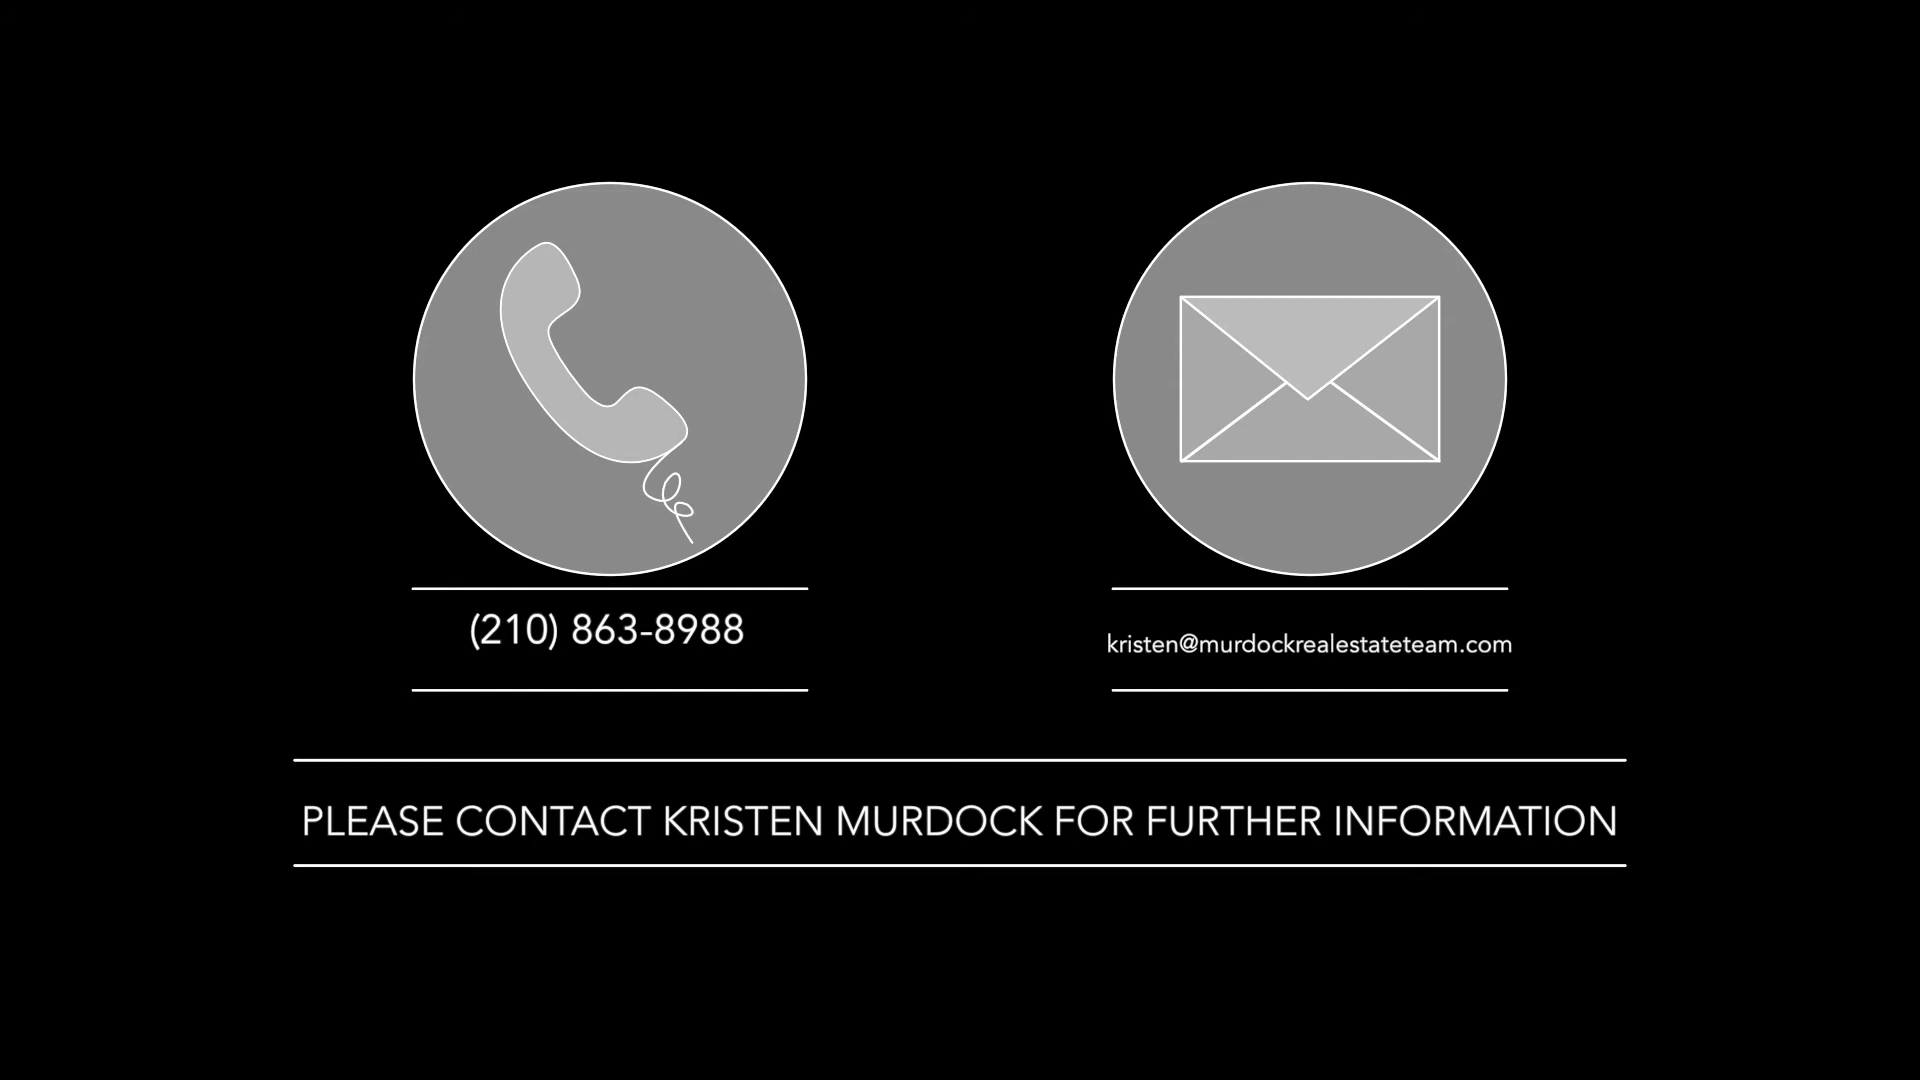 (210) 863-8988
kristen@murdockrealestateteam.com
PLEASE CONTACT KRISTEN MURDOCK FOR FURTHER INFORMATION